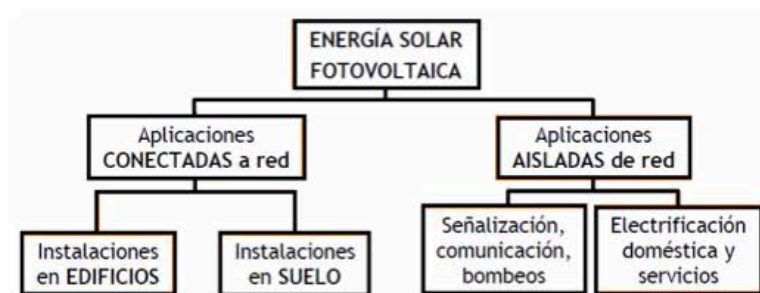 ENERGÍA SOLAR
FOTOVOLTAICA
Aplicaciones
CONECTADAS a red
Aplicaciones
AISLADAS de red
Instalaciones
en EDIFICIOS
Instalaciones
en SUELO
Señalización,
comunicación,
bombeos
Electrificación
doméstica y
servicios